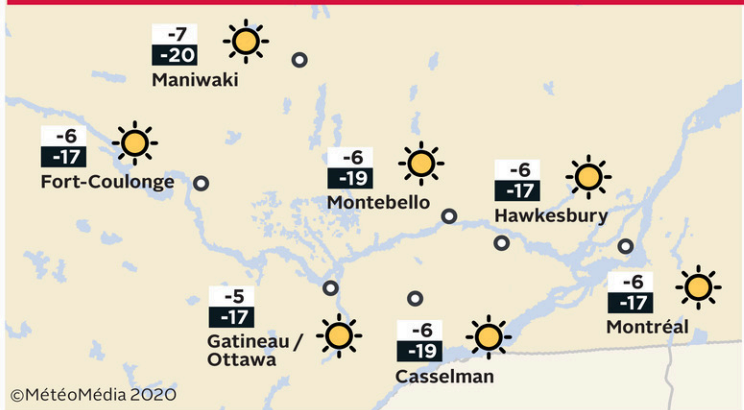 -7
-20
Maniwaki
-6
-17
Fort-Coulonge
-6
-19
Montebello
-6
-17
Hawkesbury
-5
-17
Gatineau /
Ottawa
-6
-19
Casselman
-6
-17
Montréal
©MétéoMédia 2020